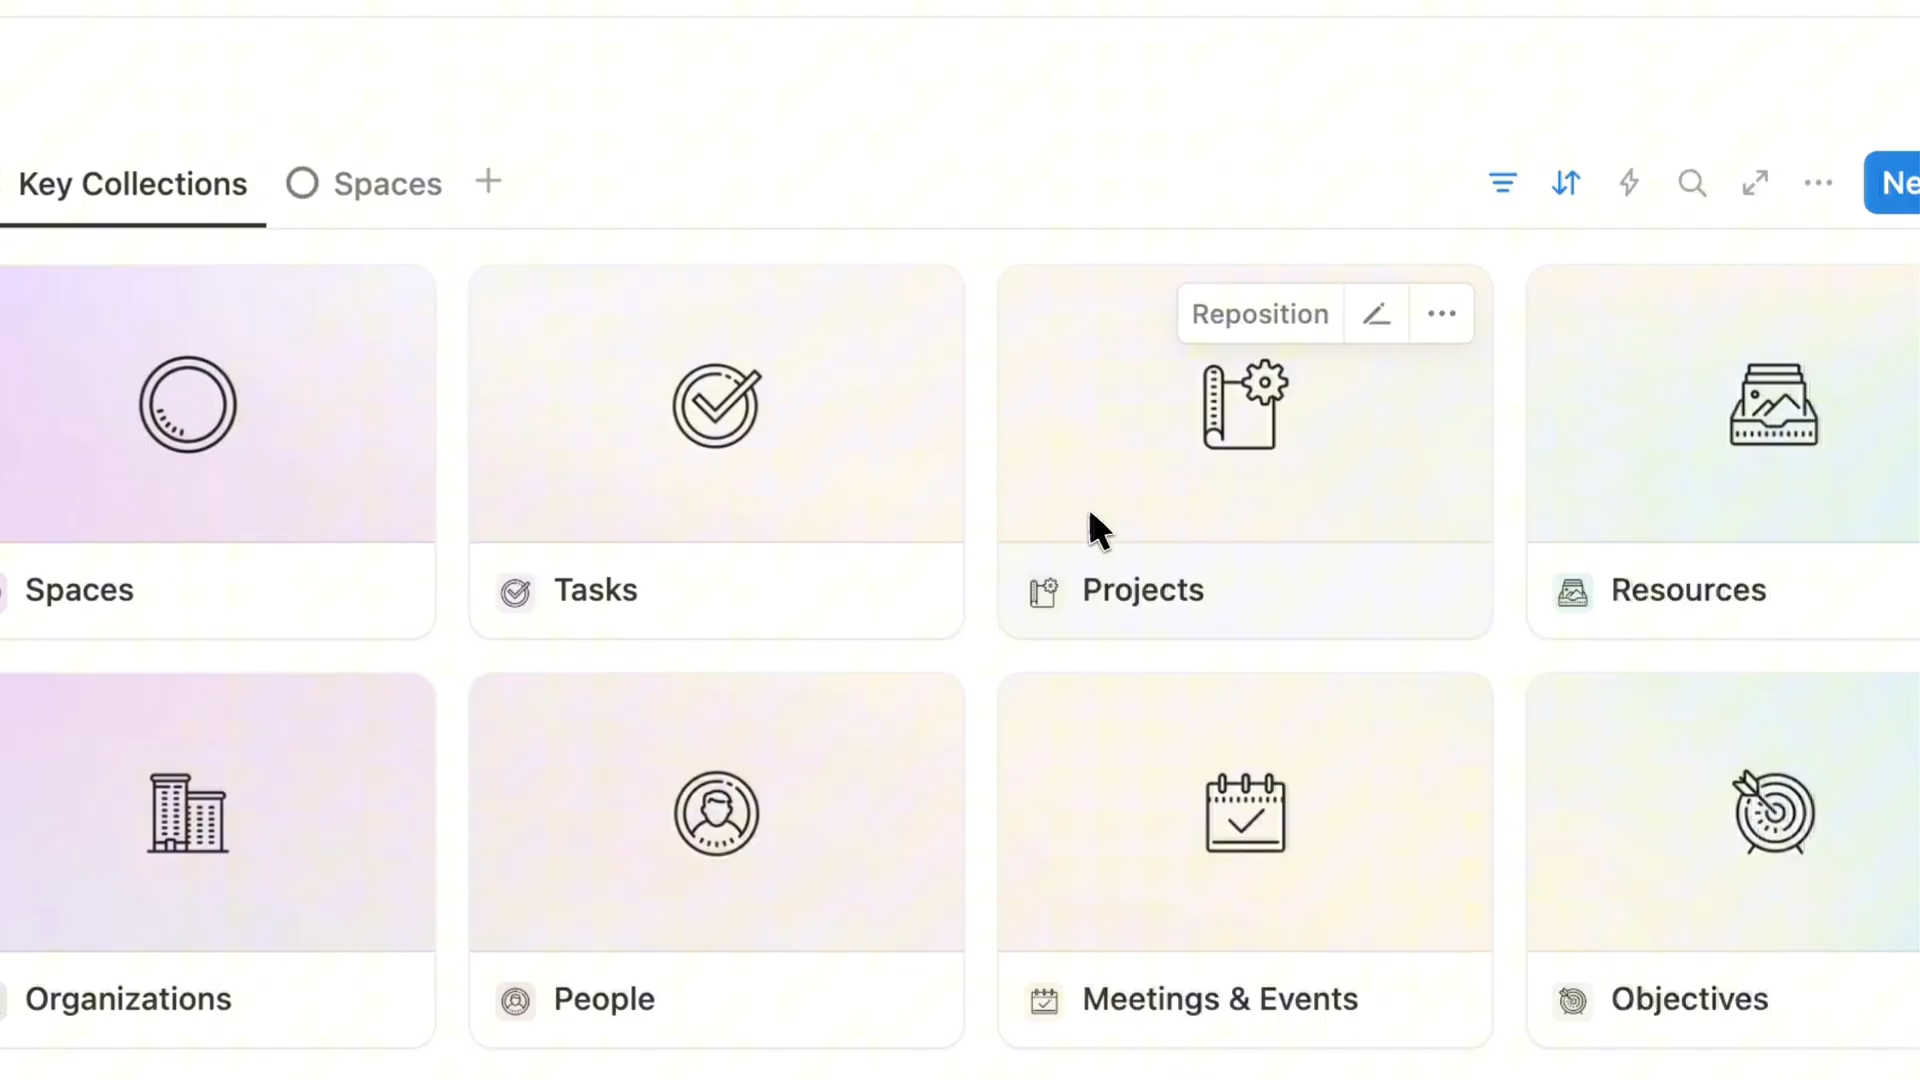 Key Collections Spaces
Ne
Reposition
Spaces
Tasks
Projects
Resources
Organizations
People
Meetings & Events
Objectives